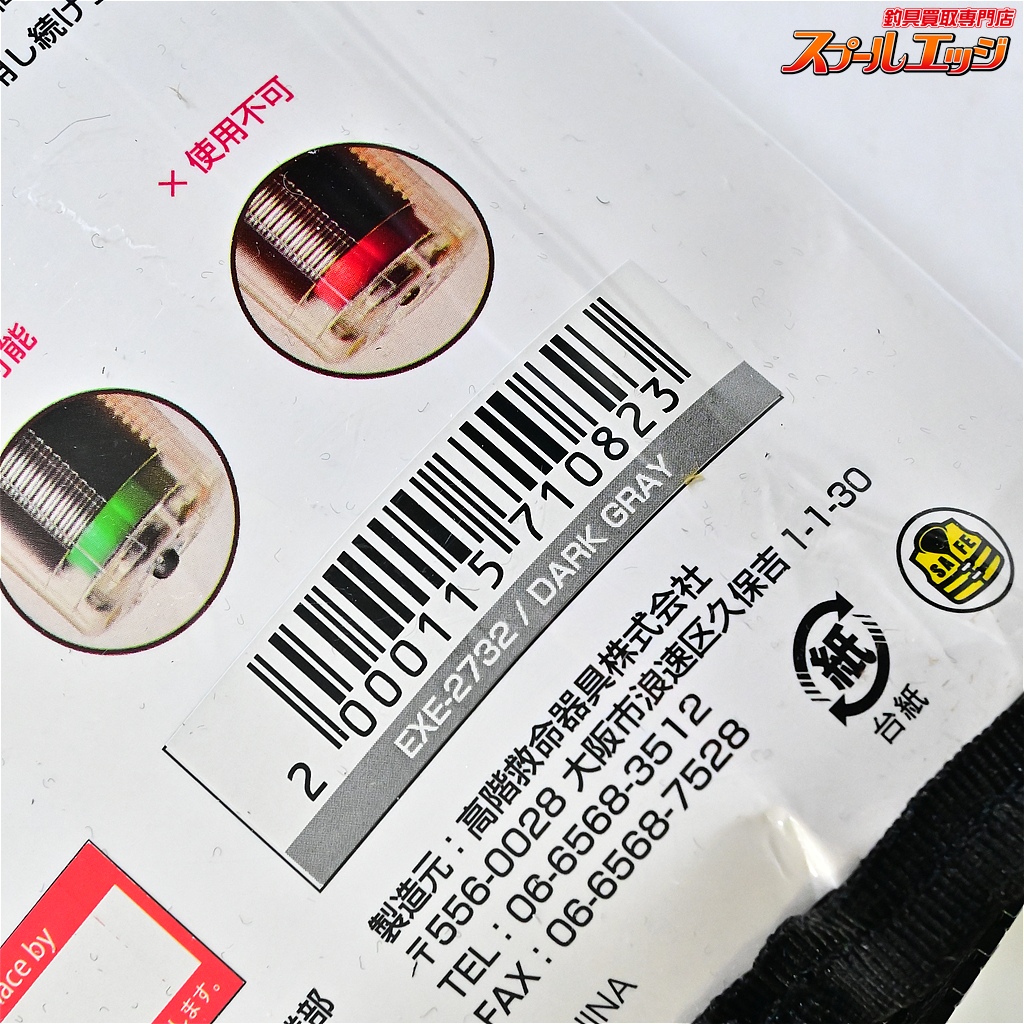 釣具買取専門店
スプールエッジ
用し続け
× 使用不可
可能
2 000115 710823
EXE-2732 / DARK GRAY
製造元：高階救命器具株式会社
〒556-0028 大阪市浪速区久保吉 1-1-30
TEL：06-6568-3512
FAX：06-6568-7528
SAFE
紙
台紙
lace by
ます。